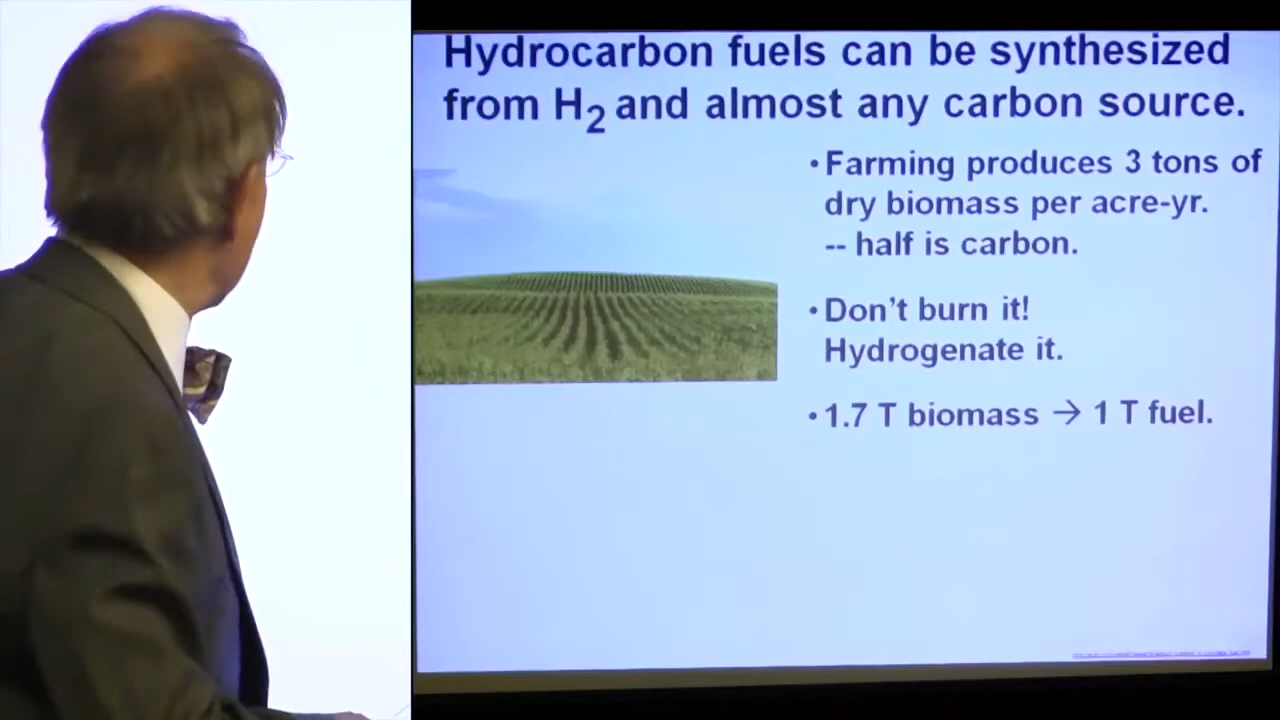 Hydrocarbon fuels can be synthesized
from H₂ and almost any carbon source.
•Farming produces 3 tons of
dry biomass per acre-yr.
-- half is carbon.
•Don't burn it!
Hydrogenate it.
•1.7 T biomass → 1 T fuel.